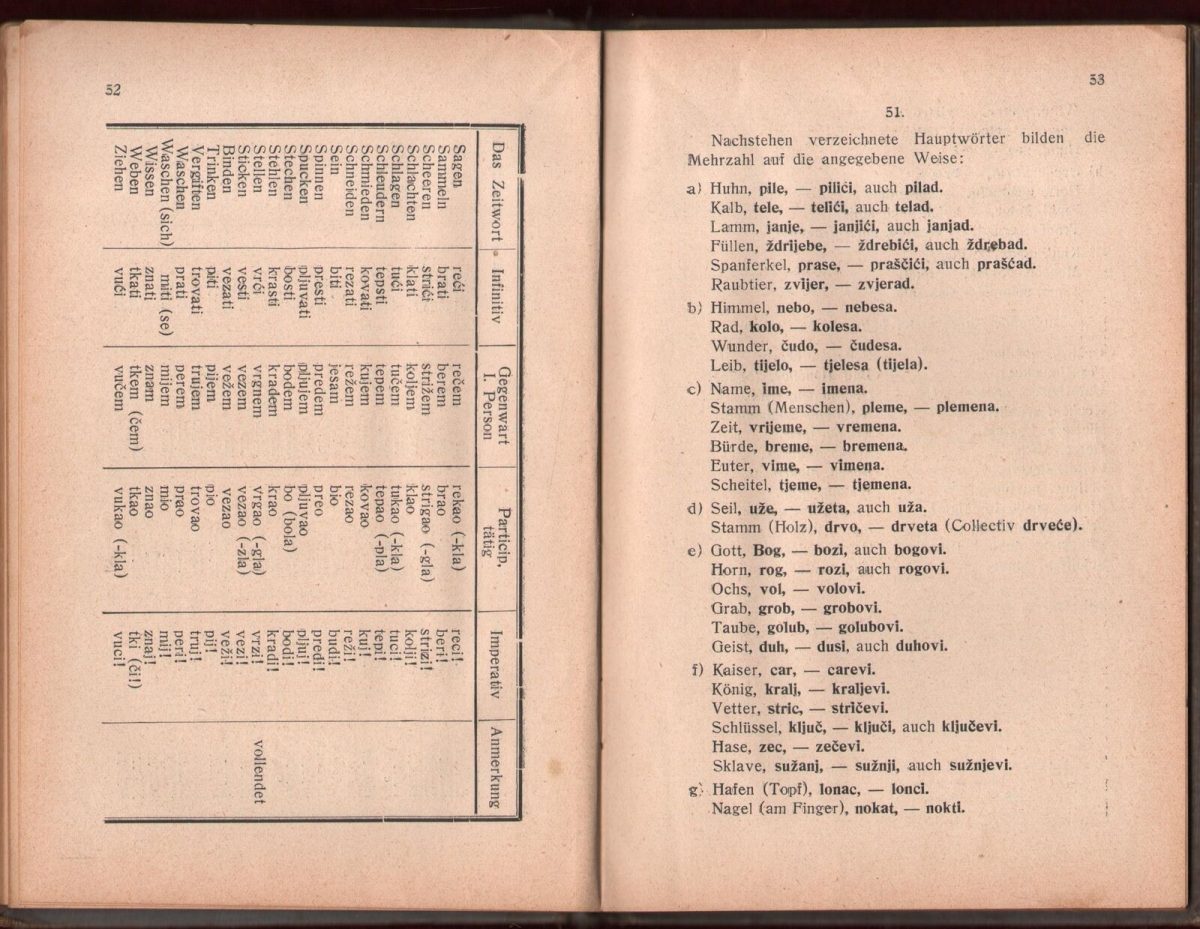 52
Das Zeitwort Infinitiv Gegenwart I. Person Particip, tätig Imperativ Anmerkung
Sagen reći rečem rekao (-kla) reci!
Sammeln brati berem brao beri!
Scheeren strići strižem strigao (-gla) strizi!
Schlachten klati koljem klao kolji!
Schlagen tući tučem tukao (-kla) tuci!
Schleudern tepsti tepem tepao (-pla) tepi!
Schmieden kovati kujem kovao kuj!
Schneiden rezati režem rezao reži!
Sein biti jesam bio budi!
Spinnen presti predem preo predi!
Spucken pljuvati pljujem pljuvao pljuj!
Stechen bosti bodem bo (bola) bodi!
Stehlen krasti kradem krao kradi!
Stellen vrći vrgnem vrgao (-gla) vrzi! vollendet
Sticken vesti vezem vezao (-zla) vezi!
Binden vezati vežem vezao veži!
Trinken piti pijem pio pij!
Vergiften trovati trujem trovao truj!
Waschen prati perem prao peri!
Waschen (sich) miti (se) mijem mio mij!
Wissen znati znam znao znaj!
Weben tkati tkem (čem) tkao tki (či!)
Ziehen vući vučem vukao (-kla) vuci!
53
51.
Nachstehen verzeichnete Hauptwörter bilden die
Mehrzahl auf die angegebene Weise:
a) Huhn, pile, — pilići, auch pilad.
Kalb, tele, — telići, auch telad.
Lamm, janje, — janjići, auch janjad.
Füllen, ždrijebe, — ždrebići, auch ždrebad.
Spanferkel, prase, — praščići, auch prašćad.
Raubtier, zvijer, — zvjerad.
b) Himmel, nebo, — nebesa.
Rad, kolo, — kolesa.
Wunder, čudo, — čudesa.
Leib, tijelo, — tjelesa (tijela).
c) Name, ime, — imena.
Stamm (Menschen), pleme, — plemena.
Zeit, vrijeme, — vremena.
Bürde, breme, — bremena.
Euter, vime, — vimena.
Scheitel, tjeme, — tjemena.
d) Seil, uže, — užeta, auch uža.
Stamm (Holz), drvo, — drveta (Collectiv drveće).
e) Gott, Bog, — bozi, auch bogovi.
Horn, rog, — rozi, auch rogovi.
Ochs, vol, — volovi.
Grab, grob, — grobovi.
Taube, golub, — golubovi.
Geist, duh, — dusi, auch duhovi.
f) Kaiser, car, — carevi.
König, kralj, — kraljevi.
Vetter, stric, — stričevi.
Schlüssel, ključ, — ključi, auch ključevi.
Hase, zec, — zečevi.
Sklave, sužanj, — sužnji, auch sužnjevi.
g) Hafen (Topf), lonac, — lonci.
Nagel (am Finger), nokat, — nokti.